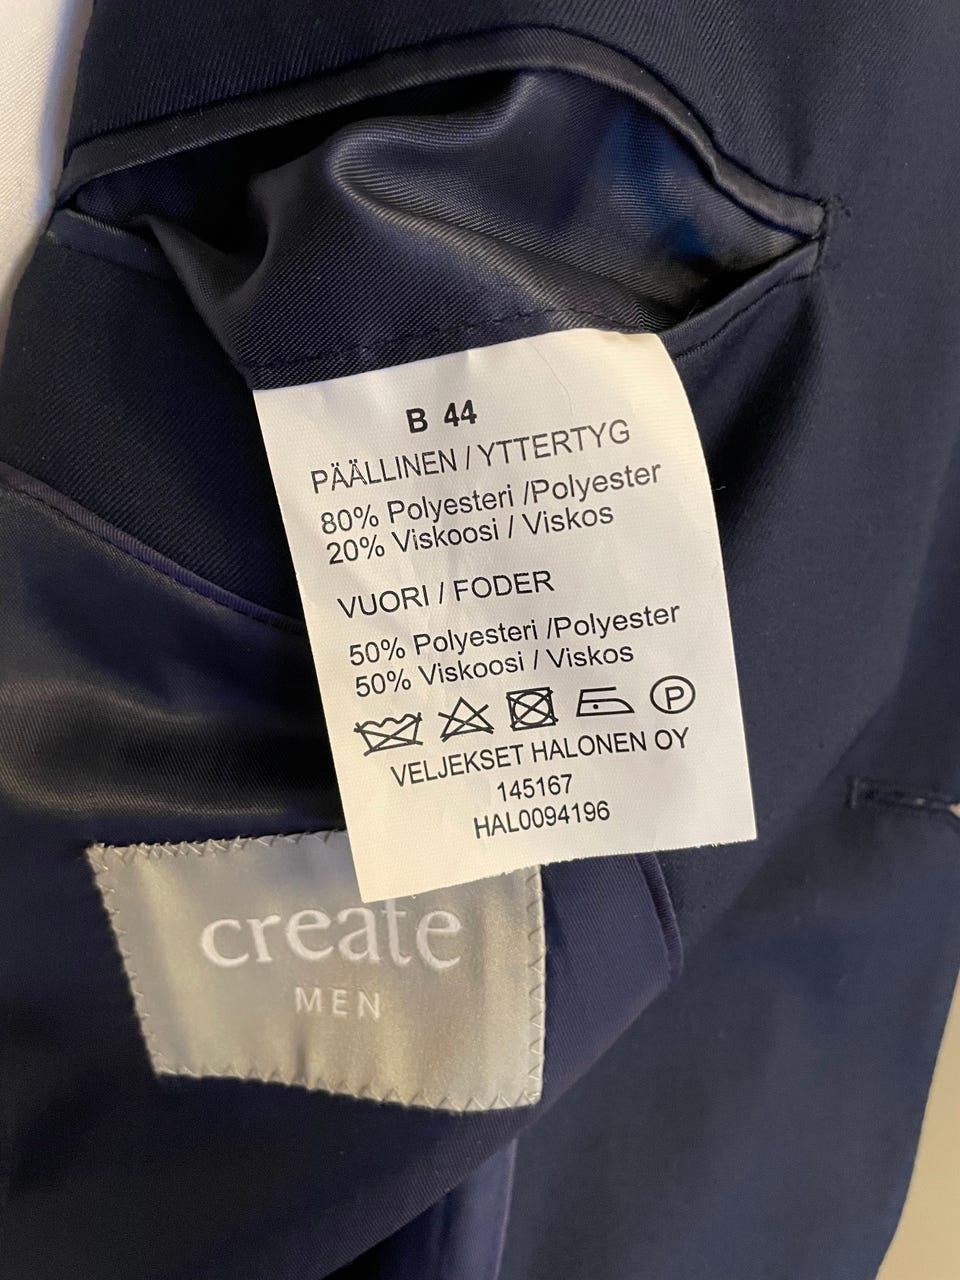 B 44
PÄÄLLINEN / YTTERTYG
80% Polyesteri /Polyester
20% Viskoosi / Viskos
VUORI / FODER
50% Polyesteri /Polyester
50% Viskoosi / Viskos
P
VELJEKSET HALONEN OY
145167
HAL0094196
create
MEN